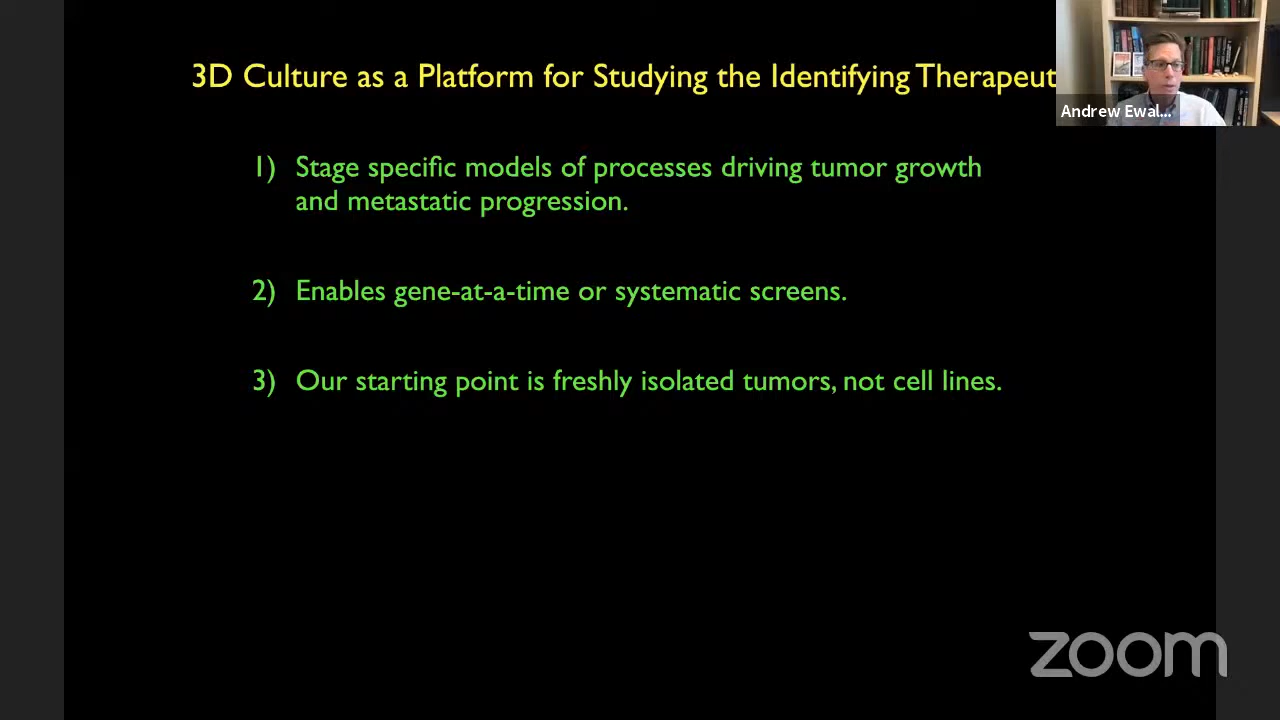 3D Culture as a Platform for Studying the Identifying Therapeut
Andrew Ewal...
1) Stage specific models of processes driving tumor growth
and metastatic progression.
2) Enables gene-at-a-time or systematic screens.
3) Our starting point is freshly isolated tumors, not cell lines.
zoom